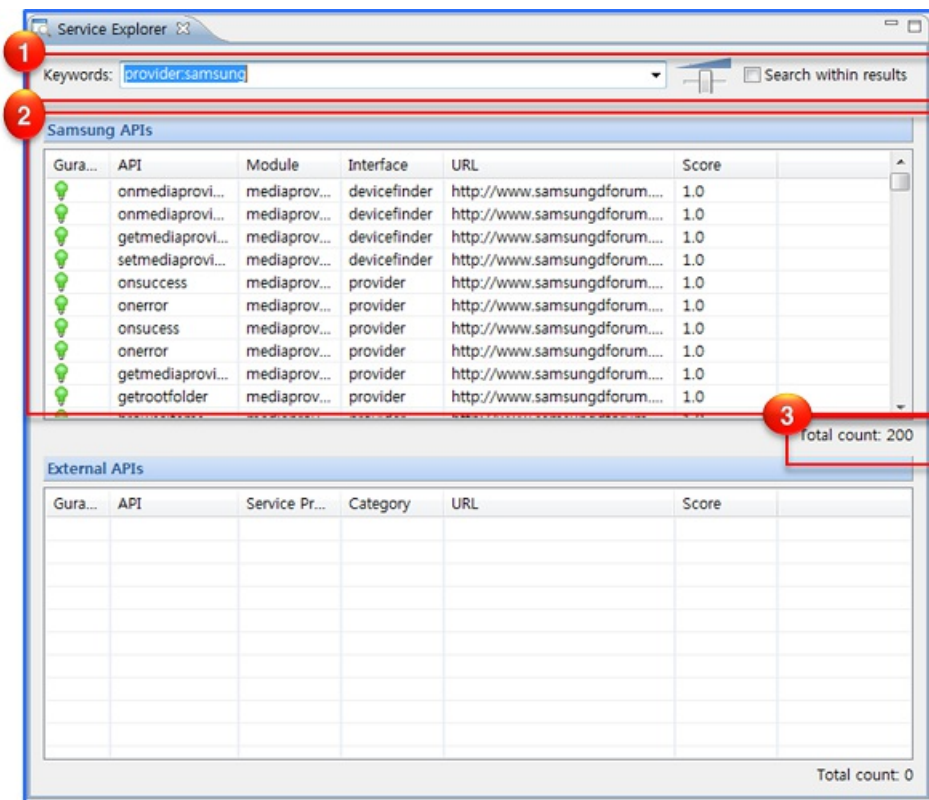 Service Explorer
1
Keywords: provider:samsung Search within results
2
Samsung APIs
Gura... API Module Interface URL Score
onmediaprovi... mediaprov... devicefinder http://www.samsungdforum.... 1.0
onmediaprovi... mediaprov... devicefinder http://www.samsungdforum.... 1.0
getmediaprovi... mediaprov... devicefinder http://www.samsungdforum.... 1.0
setmediaprovi... mediaprov... devicefinder http://www.samsungdforum.... 1.0
onsuccess mediaprov... provider http://www.samsungdforum.... 1.0
onerror mediaprov... provider http://www.samsungdforum.... 1.0
onsucess mediaprov... provider http://www.samsungdforum.... 1.0
onerror mediaprov... provider http://www.samsungdforum.... 1.0
getmediaprovi... mediaprov... provider http://www.samsungdforum.... 1.0
getrootfolder mediaprov... provider http://www.samsungdforum.... 1.0
3
Total count: 200
External APIs
Gura... API Service Pr... Category URL Score
Total count: 0